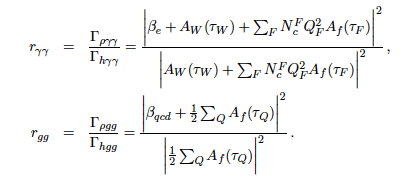 $r_{\gamma\gamma} = \frac{\Gamma_{\rho\gamma\gamma}}{\Gamma_{h\gamma\gamma}} = \frac{\left|\beta_e + A_W(\tau_W) + \sum_F N_c^F Q_F^2 A_f(\tau_F)\right|^2}{\left|A_W(\tau_W) + \sum_F N_c^F Q_F^2 A_f(\tau_F)\right|^2},$
$r_{gg} = \frac{\Gamma_{\rho gg}}{\Gamma_{hgg}} = \frac{\left|\beta_{qcd} + \frac{1}{2}\sum_Q A_f(\tau_Q)\right|^2}{\left|\frac{1}{2}\sum_Q A_f(\tau_Q)\right|^2}.$